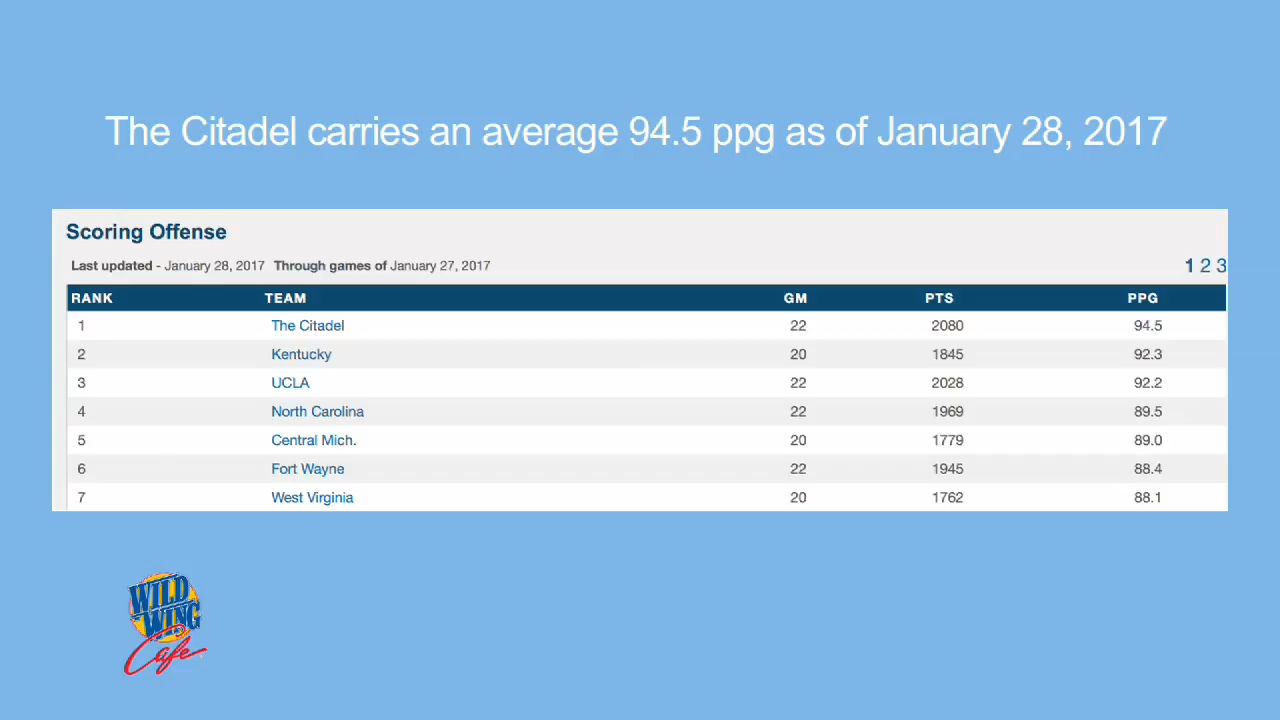 The Citadel carries an average 94.5 ppg as of January 28, 2017
Scoring Offense
Last updated - January 28, 2017 Through games of January 27, 2017 1 2 3
RANK TEAM GM PTS PPG
1 The Citadel 22 2080 94.5
2 Kentucky 20 1845 92.3
3 UCLA 22 2028 92.2
4 North Carolina 22 1969 89.5
5 Central Mich. 20 1779 89.0
6 Fort Wayne 22 1945 88.4
7 West Virginia 20 1762 88.1
WILD
WING
Cafe